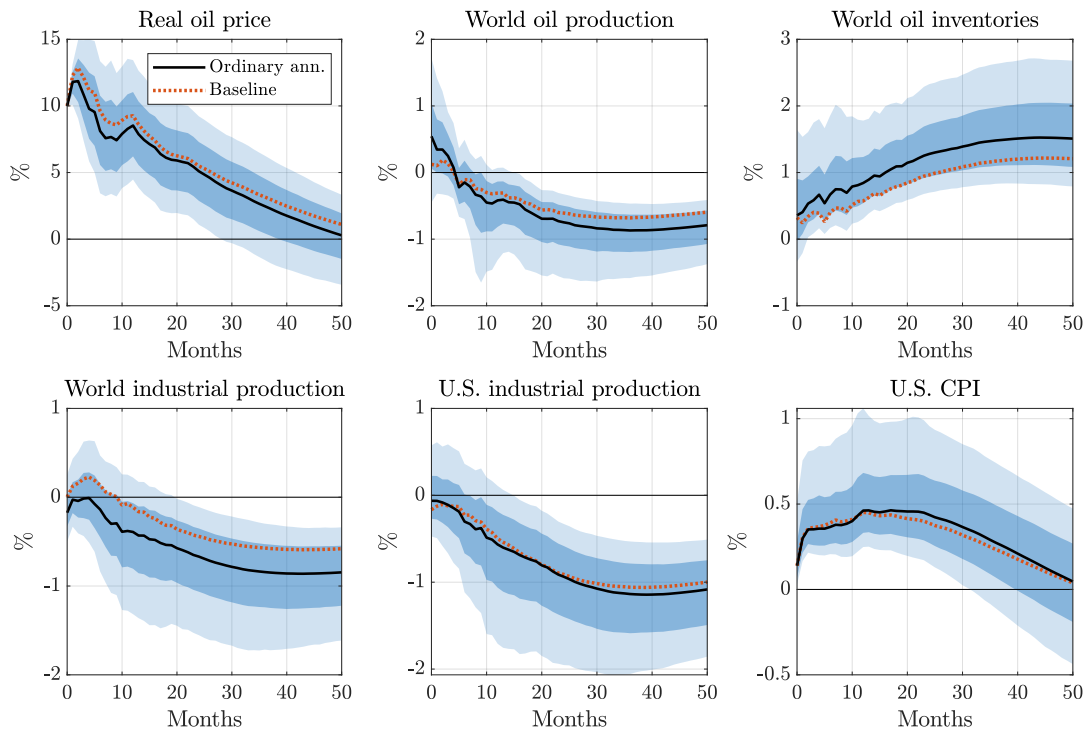 Real oil price
15
10
5
0
-5
%
0 10 20 30 40 50
Months
Ordinary ann.
Baseline
World oil production
2
1
0
-1
-2
%
0 10 20 30 40 50
Months
World oil inventories
3
2
1
0
-1
%
0 10 20 30 40 50
Months
World industrial production
1
0
-1
-2
%
0 10 20 30 40 50
Months
U.S. industrial production
1
0
-1
-2
%
0 10 20 30 40 50
Months
U.S. CPI
1
0.5
0
-0.5
%
0 10 20 30 40 50
Months